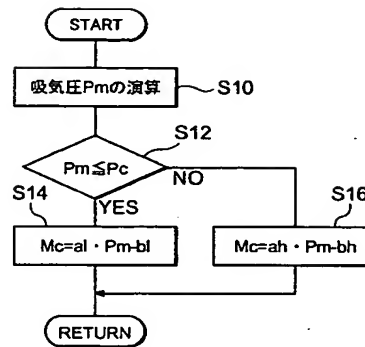 START
吸気圧Pmの演算
S10
S12
Pm≦Pc
NO
S14
YES
S16
Mc=al・Pm-bl
Mc=ah・Pm-bh
RETURN